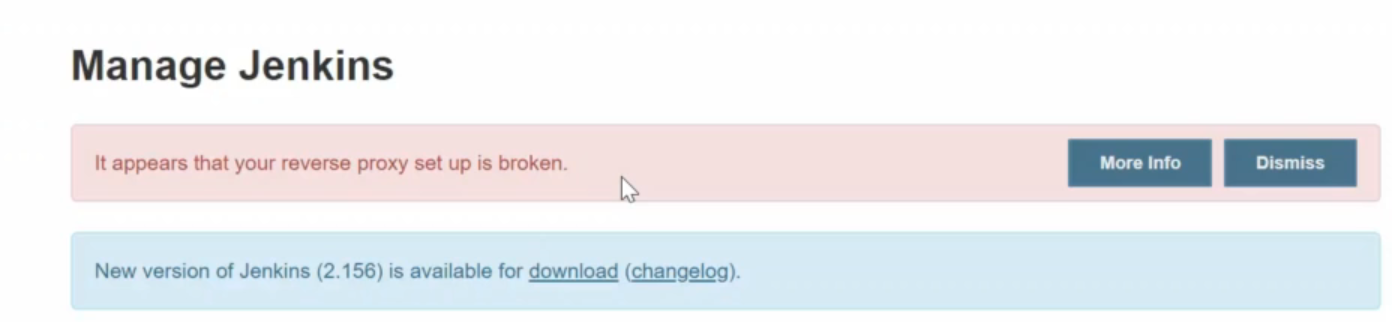 Manage Jenkins
It appears that your reverse proxy set up is broken.
More Info
Dismiss
New version of Jenkins (2.156) is available for download (changelog).